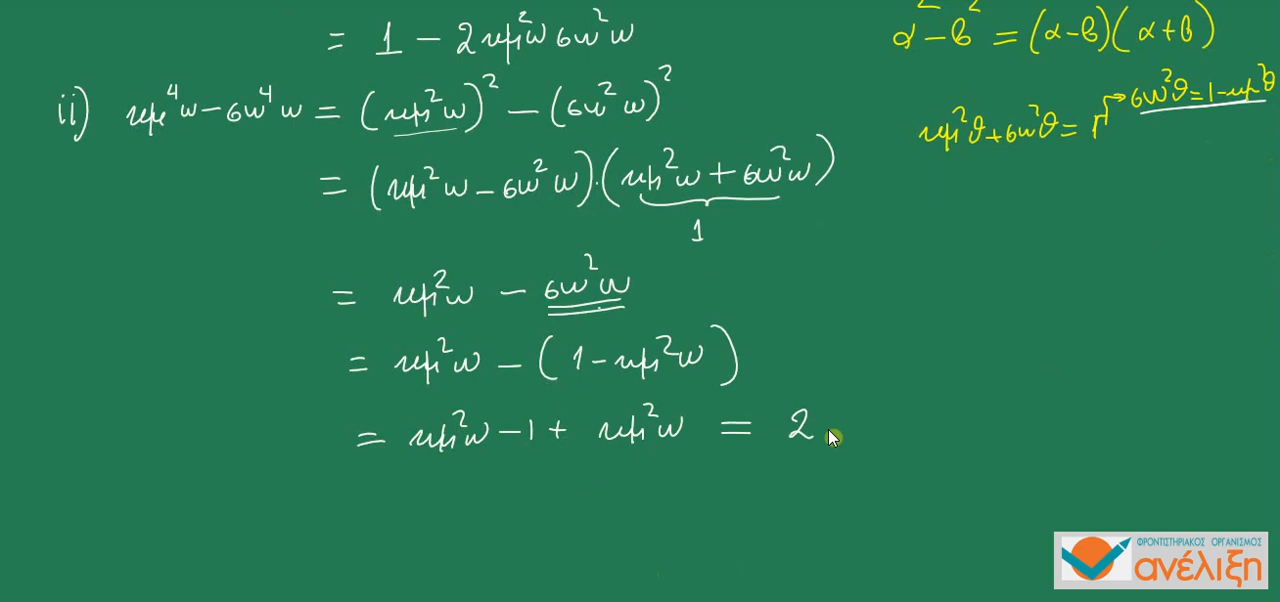 = 1 − 2ημ²ω συν²ω
α² − β² = (α−β)(α+β)
ii) ημ⁴ω − συν⁴ω = (ημ²ω)² − (συν²ω)²
συν²θ = 1−ημ²θ
ημ²θ + συν²θ = 1
= (ημ²ω − συν²ω)·(ημ²ω + συν²ω)
1
= ημ²ω − συν²ω
= ημ²ω − (1−ημ²ω)
= ημ²ω − 1 + ημ²ω = 2
ΦΡΟΝΤΙΣΤΗΡΙΑΚΟΣ ΟΡΓΑΝΙΣΜΟΣ
ανέλιξη